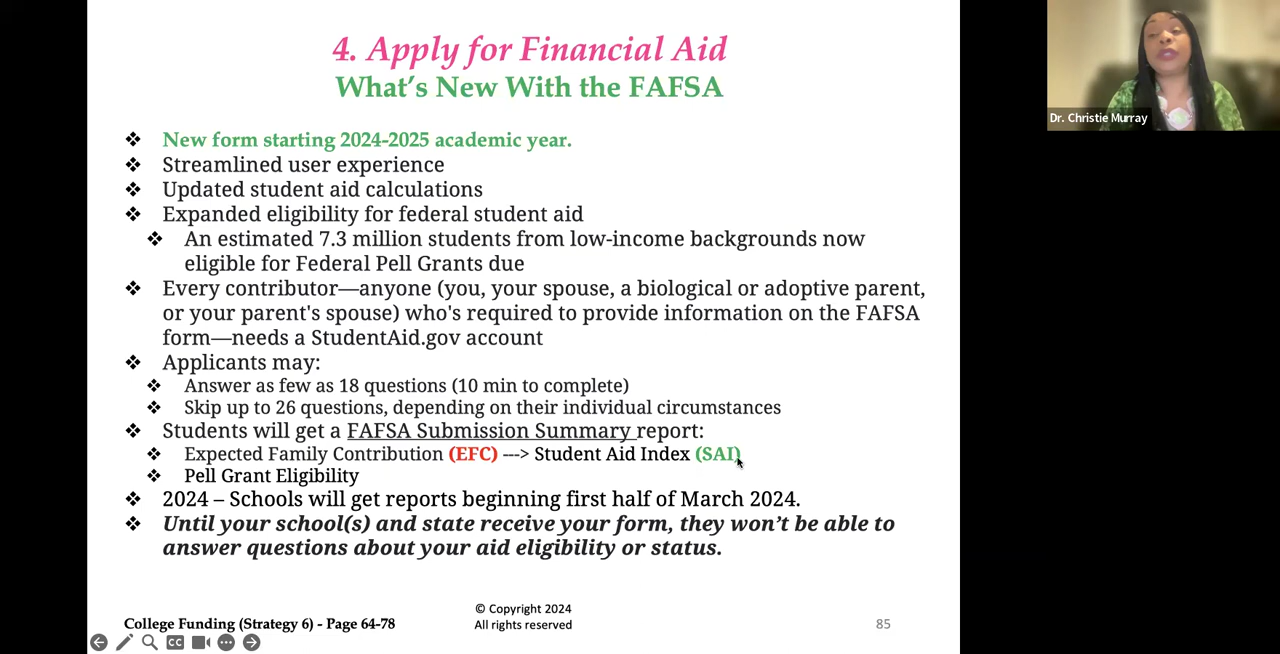 4. Apply for Financial Aid
What's New With the FAFSA
Dr. Christie Murray
❖ New form starting 2024-2025 academic year.
❖ Streamlined user experience
❖ Updated student aid calculations
❖ Expanded eligibility for federal student aid
❖ An estimated 7.3 million students from low-income backgrounds now
eligible for Federal Pell Grants due
❖ Every contributor—anyone (you, your spouse, a biological or adoptive parent,
or your parent's spouse) who's required to provide information on the FAFSA
form—needs a StudentAid.gov account
❖ Applicants may:
❖ Answer as few as 18 questions (10 min to complete)
❖ Skip up to 26 questions, depending on their individual circumstances
❖ Students will get a FAFSA Submission Summary report:
❖ Expected Family Contribution (EFC) ---> Student Aid Index (SAI)
❖ Pell Grant Eligibility
❖ 2024 – Schools will get reports beginning first half of March 2024.
❖ Until your school(s) and state receive your form, they won't be able to
answer questions about your aid eligibility or status.
College Funding (Strategy 6) - Page 64-78
© Copyright 2024
All rights reserved
85
CC